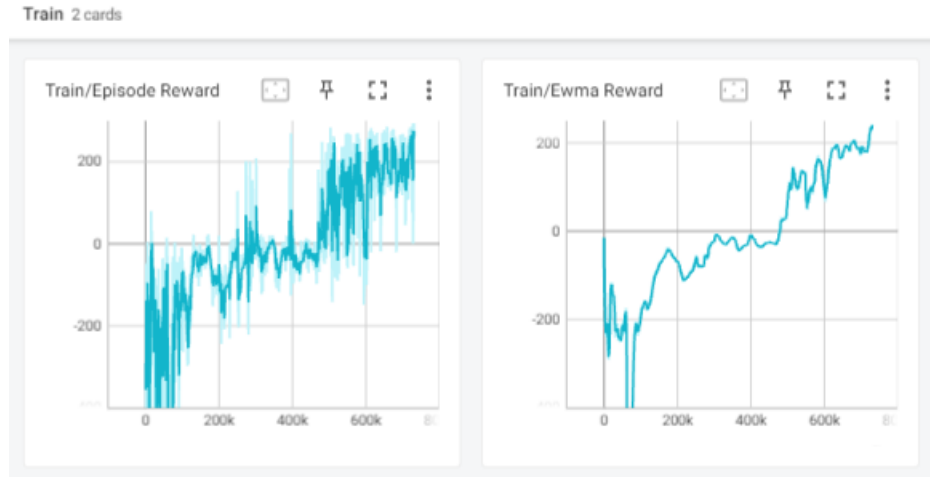 Train 2 cards
Train/Episode Reward
200
0
-200
0 200k 400k 600k
Train/Ewma Reward
200
0
-200
0 200k 400k 600k